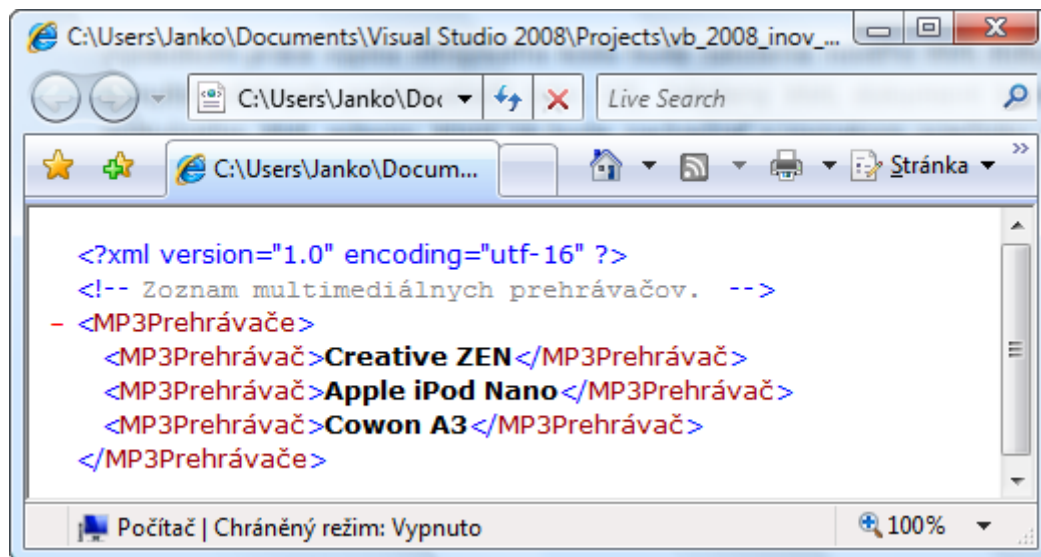 C:\Users\Janko\Documents\Visual Studio 2008\Projects\vb_2008_inov_...
C:\Users\Janko\Doc Live Search
C:\Users\Janko\Docum... Stránka
<?xml version="1.0" encoding="utf-16" ?>
<!-- Zoznam multimediálnych prehrávačov. -->
- <MP3Prehrávače>
<MP3Prehrávač>Creative ZEN</MP3Prehrávač>
<MP3Prehrávač>Apple iPod Nano</MP3Prehrávač>
<MP3Prehrávač>Cowon A3</MP3Prehrávač>
</MP3Prehrávače>
Počítač | Chráněný režim: Vypnuto 100%